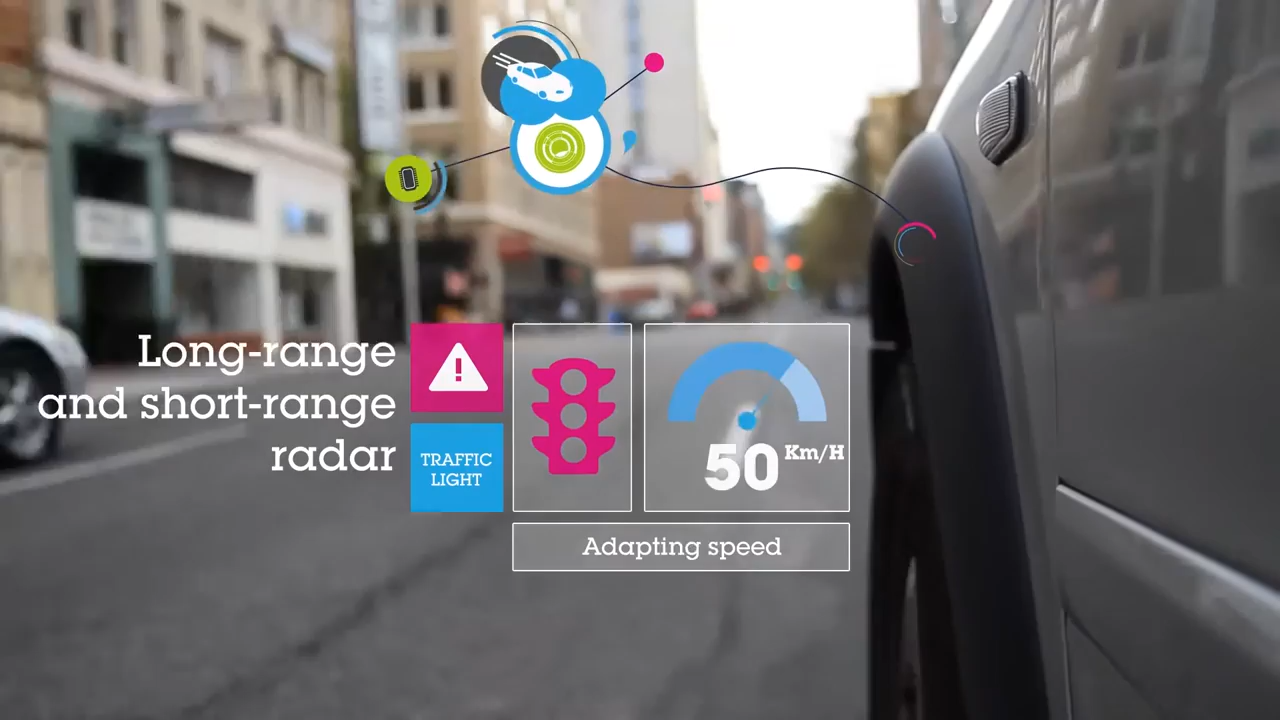 Long-range
and short-range
radar
!
TRAFFIC
LIGHT
50 Km/H
Adapting speed